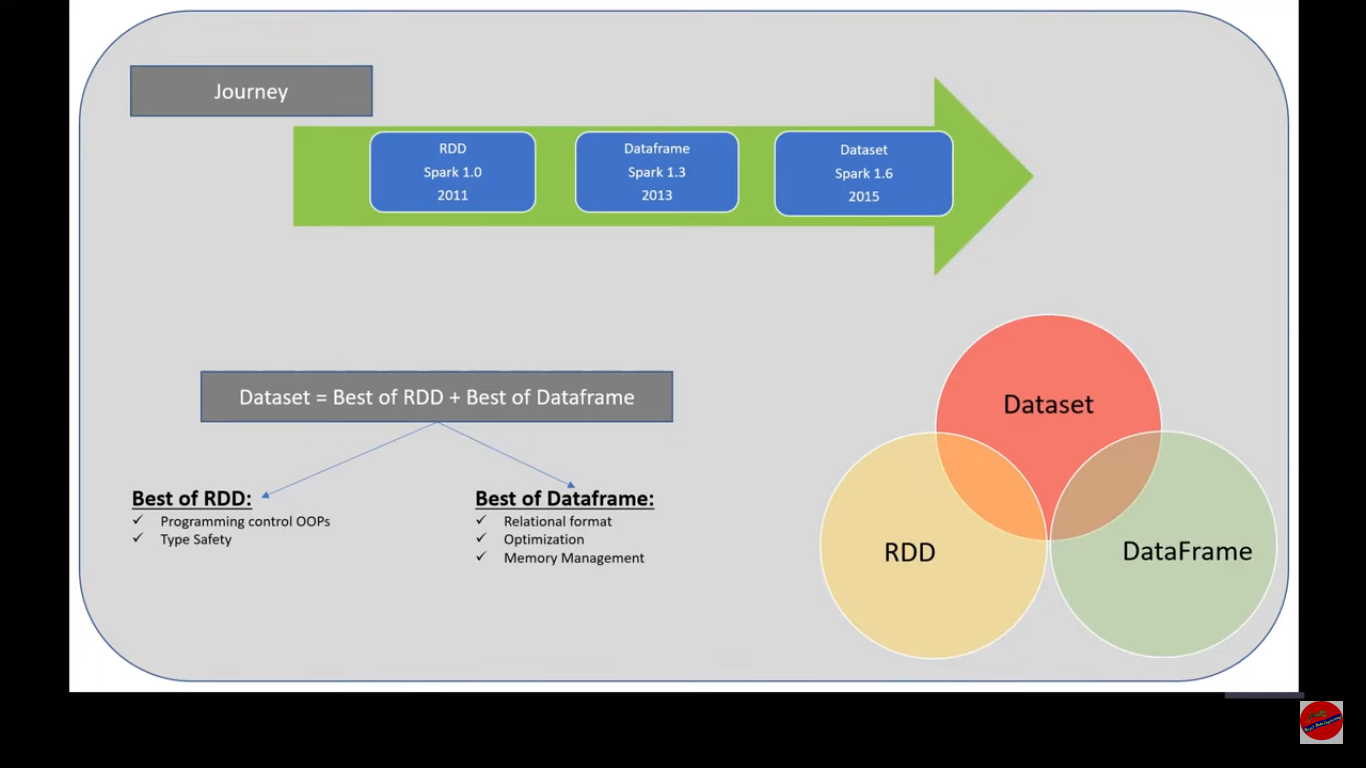 Journey
RDD
Spark 1.0
2011
Dataframe
Spark 1.3
2013
Dataset
Spark 1.6
2015
Dataset = Best of RDD + Best of Dataframe
Best of RDD:
✓ Programming control OOPs
✓ Type Safety
Best of Dataframe:
✓ Relational format
✓ Optimization
✓ Memory Management
Dataset
RDD
DataFrame